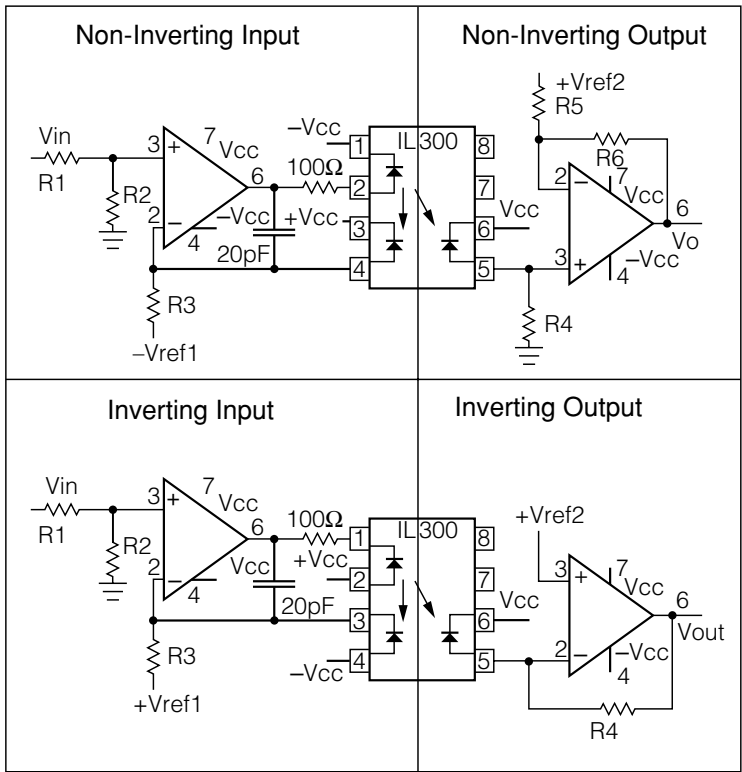 Non-Inverting Input
Non-Inverting Output
Vin
R1
R2
3
+
7
Vcc
6
2
–
4
–Vcc
20pF
R3
–Vref1
100Ω
–Vcc
+Vcc
1
2
3
4
IL300
8
7
6
5
Vcc
+Vref2
R5
R6
2
–
7
Vcc
6
Vo
3
+
–Vcc
4
R4
Inverting Input
Inverting Output
Vin
R1
R2
3
+
7
Vcc
6
2
–
4
Vcc
20pF
R3
+Vref1
100Ω
+Vcc
–Vcc
1
2
3
4
IL300
8
7
6
5
Vcc
+Vref2
3
+
7
Vcc
6
Vout
2
–
–Vcc
4
R4